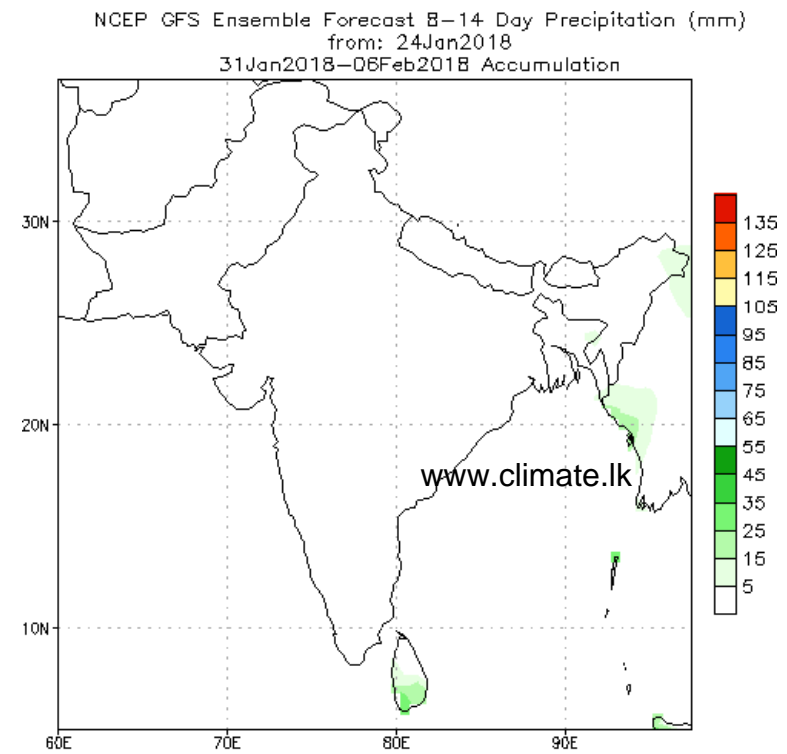 NCEP GFS Ensemble Forecast 8-14 Day Precipitation (mm)
from: 24Jan2018
31Jan2018-06Feb2018 Accumulation
30N
20N
10N
60E
70E
80E
90E
www.climate.lk
135
125
115
105
95
85
75
65
55
45
35
25
15
5